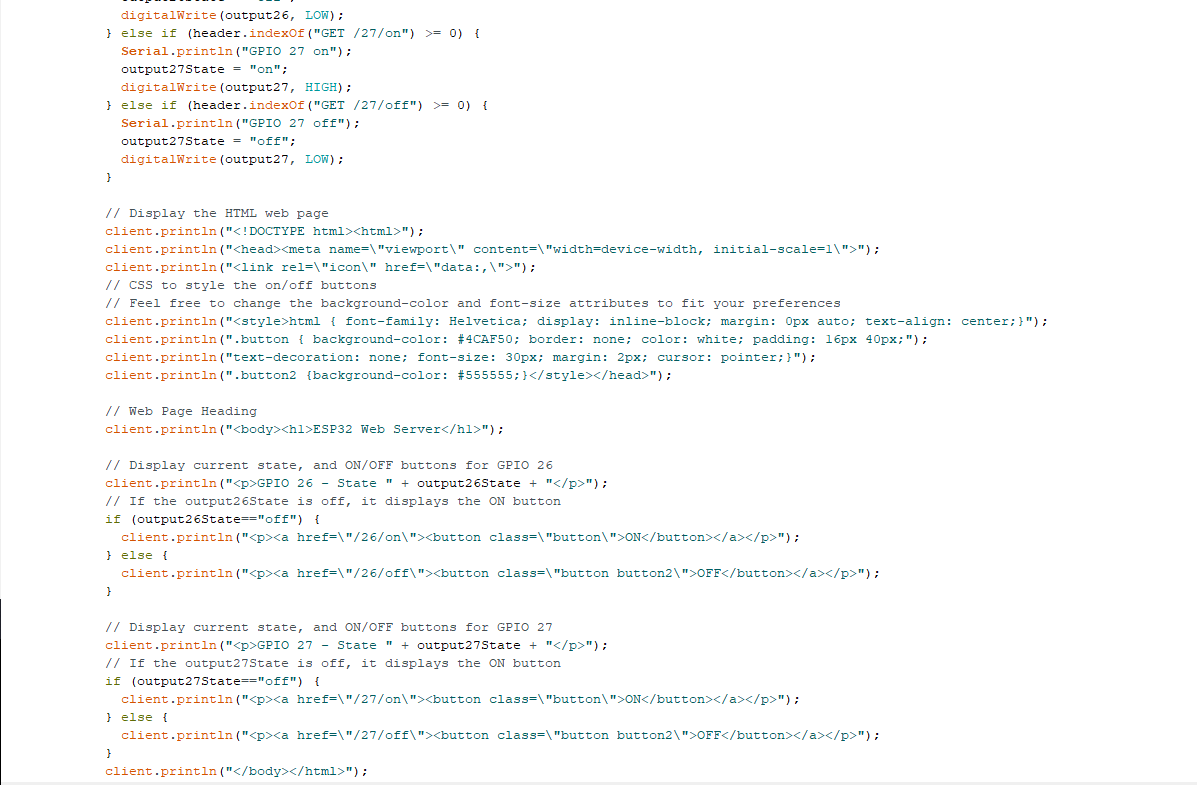 digitalWrite(output26, LOW);
} else if (header.indexOf("GET /27/on") >= 0) {
Serial.println("GPIO 27 on");
output27State = "on";
digitalWrite(output27, HIGH);
} else if (header.indexOf("GET /27/off") >= 0) {
Serial.println("GPIO 27 off");
output27State = "off";
digitalWrite(output27, LOW);
}
// Display the HTML web page
client.println("<!DOCTYPE html><html>");
client.println("<head><meta name=\"viewport\" content=\"width=device-width, initial-scale=1\">");
client.println("<link rel=\"icon\" href=\"data:,\">");
// CSS to style the on/off buttons
// Feel free to change the background-color and font-size attributes to fit your preferences
client.println("<style>html { font-family: Helvetica; display: inline-block; margin: 0px auto; text-align: center;}");
client.println(".button { background-color: #4CAF50; border: none; color: white; padding: 16px 40px;");
client.println("text-decoration: none; font-size: 30px; margin: 2px; cursor: pointer;}");
client.println(".button2 {background-color: #555555;}</style></head>");
// Web Page Heading
client.println("<body><h1>ESP32 Web Server</h1>");
// Display current state, and ON/OFF buttons for GPIO 26
client.println("<p>GPIO 26 - State " + output26State + "</p>");
// If the output26State is off, it displays the ON button
if (output26State=="off") {
client.println("<p><a href=\"/26/on\"><button class=\"button\">ON</button></a></p>");
} else {
client.println("<p><a href=\"/26/off\"><button class=\"button button2\">OFF</button></a></p>");
}
// Display current state, and ON/OFF buttons for GPIO 27
client.println("<p>GPIO 27 - State " + output27State + "</p>");
// If the output27State is off, it displays the ON button
if (output27State=="off") {
client.println("<p><a href=\"/27/on\"><button class=\"button\">ON</button></a></p>");
} else {
client.println("<p><a href=\"/27/off\"><button class=\"button button2\">OFF</button></a></p>");
}
client.println("</body></html>");